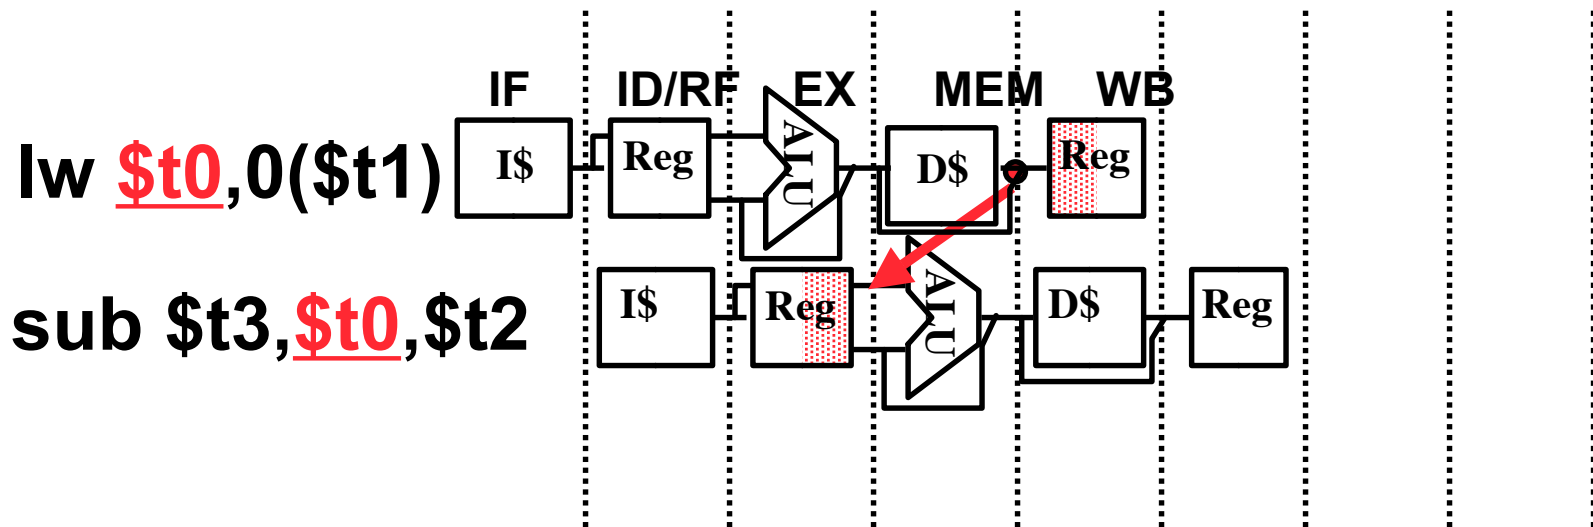 IF ID/RF EX MEM WB
lw $t0,0($t1) I$ Reg ALU D$ Reg
sub $t3,$t0,$t2 I$ Reg ALU D$ Reg